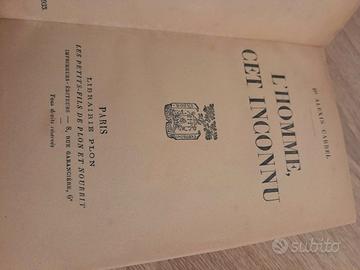 Dr ALEXIS CARREL
L'HOMME,
CET INCONNU
PARIS
LIBRAIRIE PLON
LES PETITS-FILS DE PLON ET NOURRIT
IMPRIMEURS-ÉDITEURS — 8, RUE GARANCIÈRE, 6e
Tous droits réservés
subito